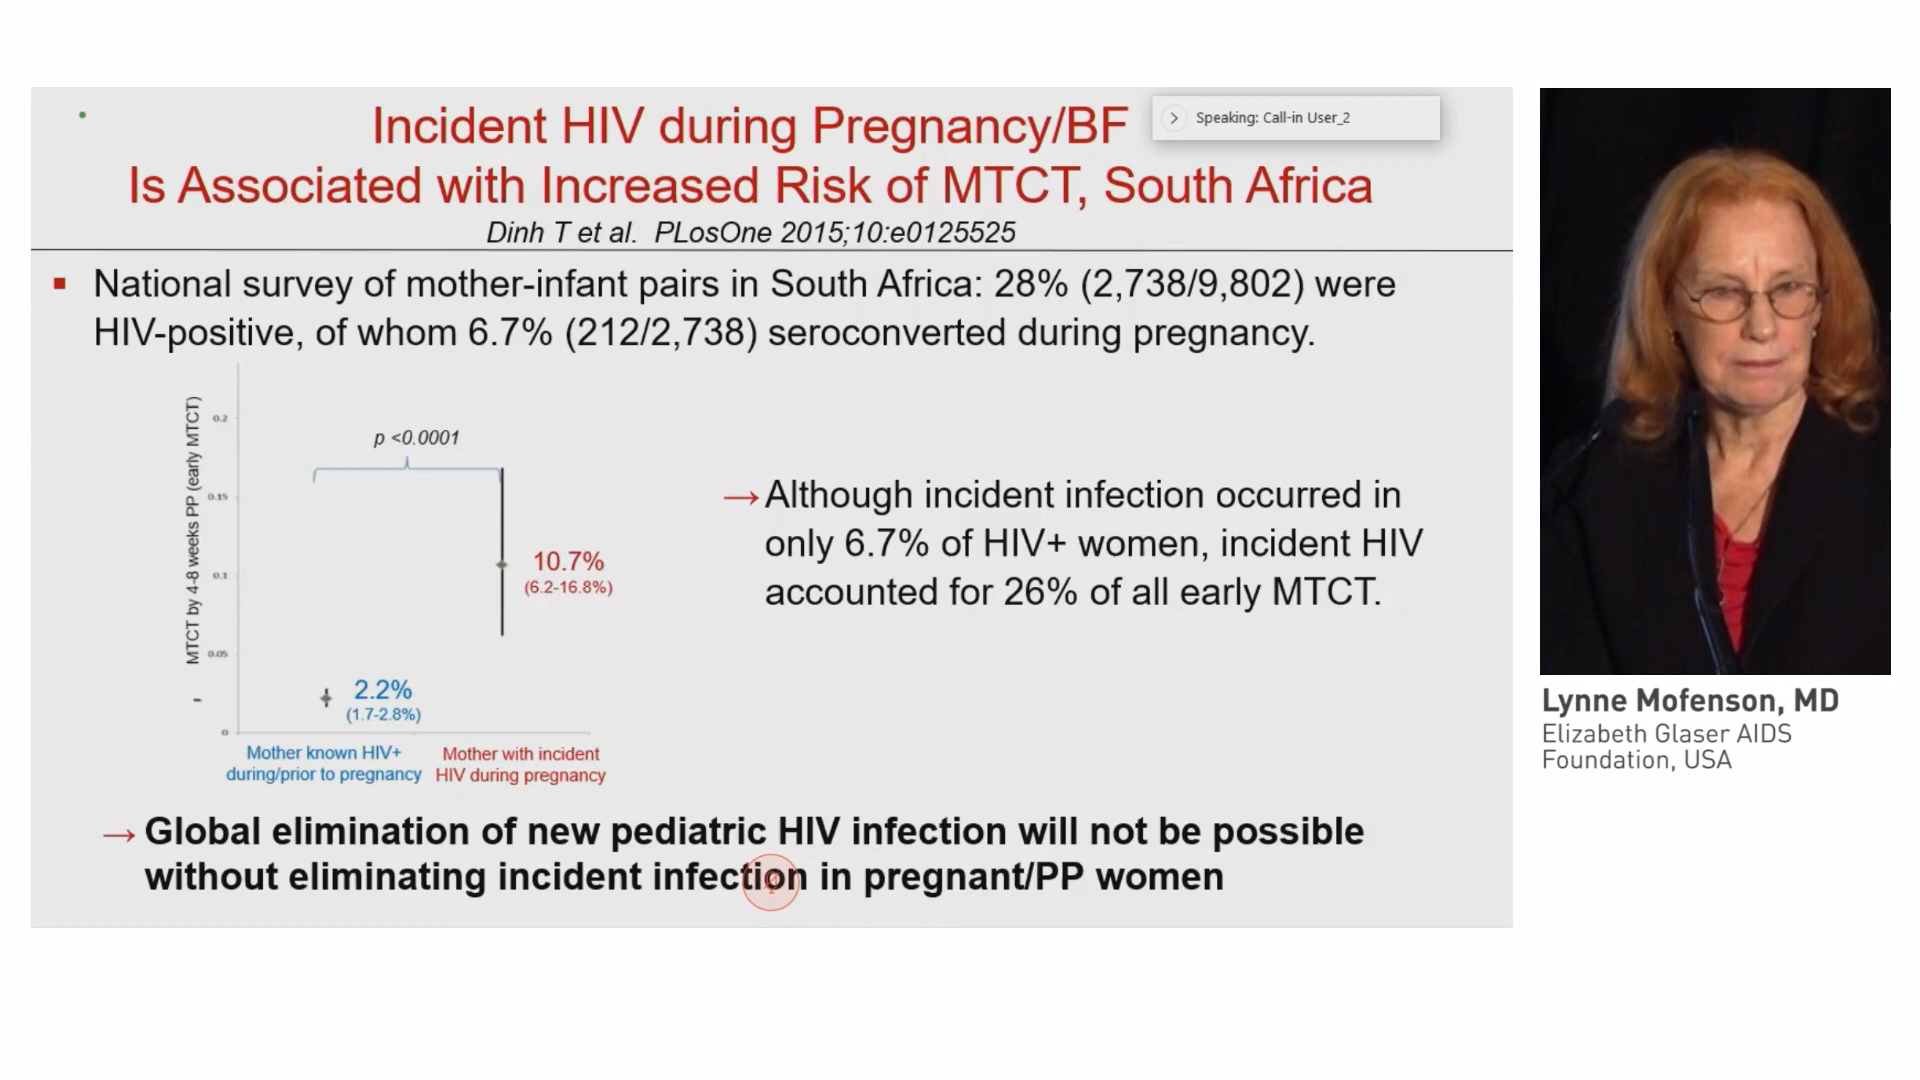 Incident HIV during Pregnancy/BF
Speaking: Call-in User_2
Is Associated with Increased Risk of MTCT, South Africa
Dinh T et al. PLosOne 2015;10:e0125525
National survey of mother-infant pairs in South Africa: 28% (2,738/9,802) were
HIV-positive, of whom 6.7% (212/2,738) seroconverted during pregnancy.
MTCT by 4-8 weeks PP (early MTCT)
0.2
0.15
0.1
0.05
0
p <0.0001
10.7%
(6.2-16.8%)
2.2%
(1.7-2.8%)
Mother known HIV+
during/prior to pregnancy
Mother with incident
HIV during pregnancy
→Although incident infection occurred in
only 6.7% of HIV+ women, incident HIV
accounted for 26% of all early MTCT.
→ Global elimination of new pediatric HIV infection will not be possible
without eliminating incident infection in pregnant/PP women
Lynne Mofenson, MD
Elizabeth Glaser AIDS
Foundation, USA